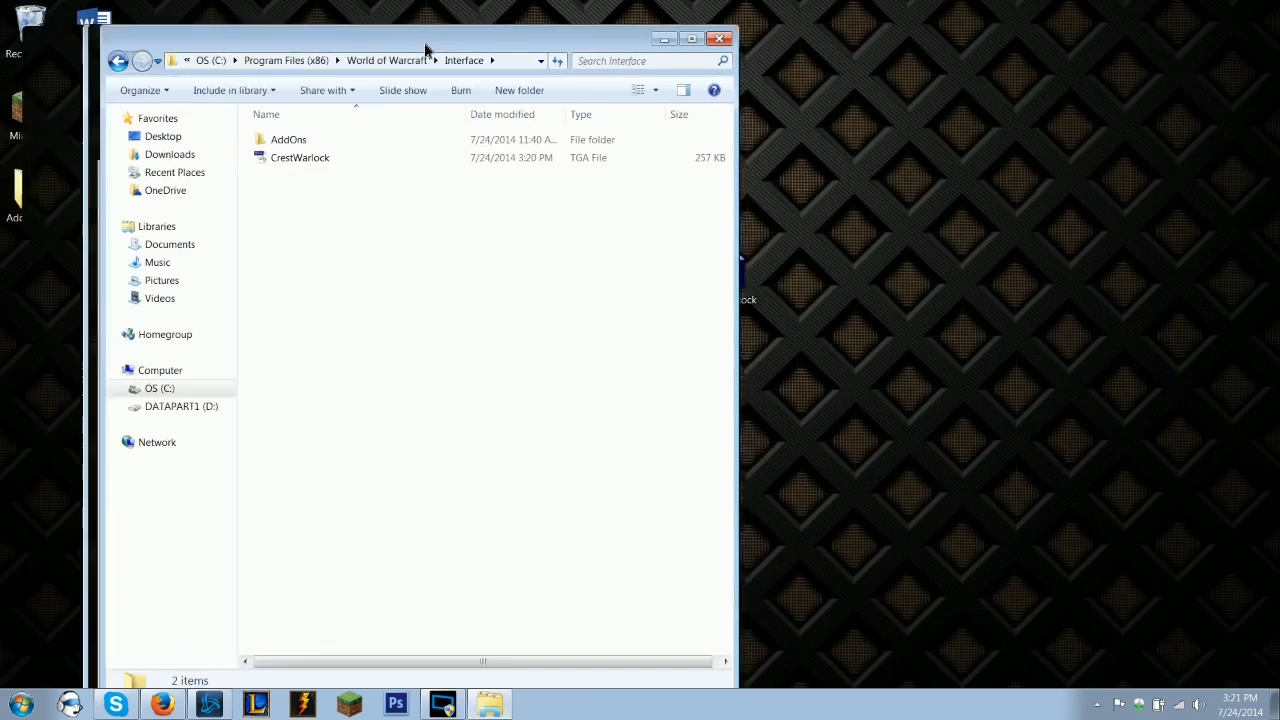 Rec
W
OS (C:) Program Files (x86) World of Warcraft Interface
Search Interface
Organize Include in library Share with Slide show Burn New folder
Name Date modified Type Size
AddOns 7/24/2014 11:40 A... File folder
CrestWarlock 7/24/2014 3:20 PM TGA File 257 KB
Favorites
Desktop
Downloads
Recent Places
OneDrive
Libraries
Documents
Music
Pictures
Videos
Homegroup
Computer
OS (C:)
DATAPART1 (D:)
Network
Mi
Add
ock
2 items
S
L
Ps
3:21 PM
7/24/2014